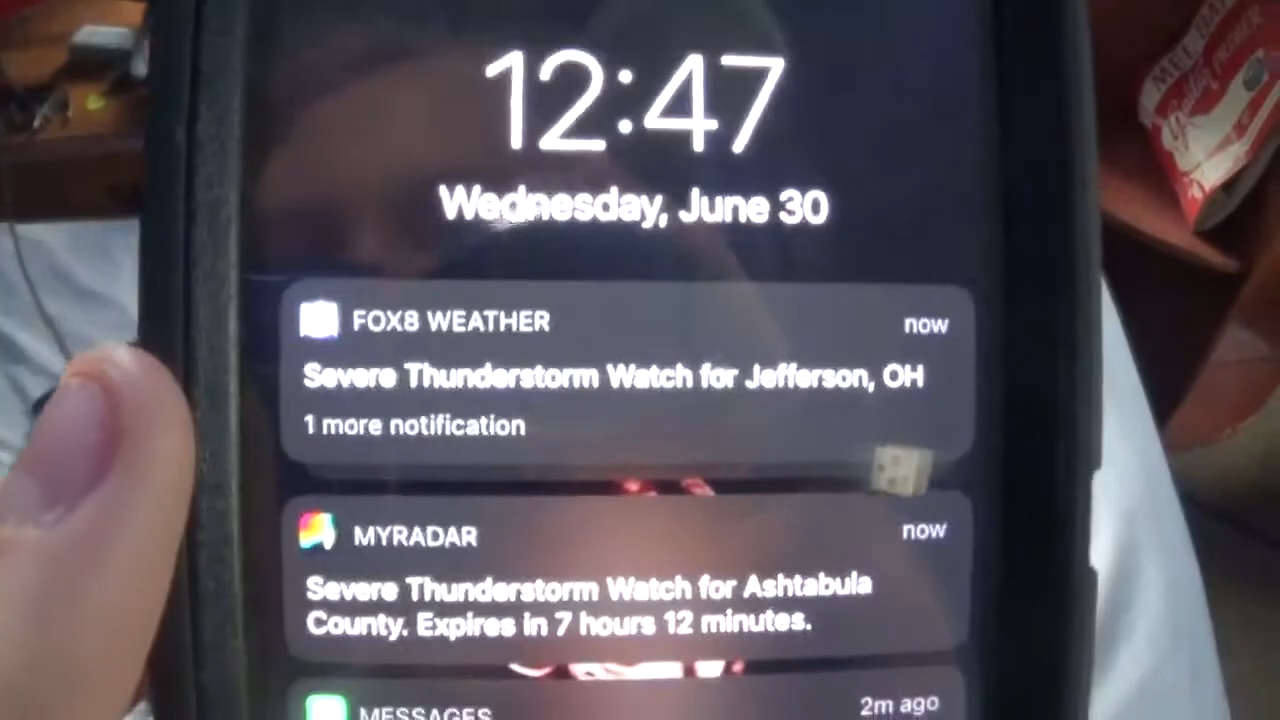 12:47
Wednesday, June 30
FOX8 WEATHER
now
Severe Thunderstorm Watch for Jefferson, OH
1 more notification
MYRADAR
now
Severe Thunderstorm Watch for Ashtabula
County. Expires in 7 hours 12 minutes.
MESSAGES
2m ago